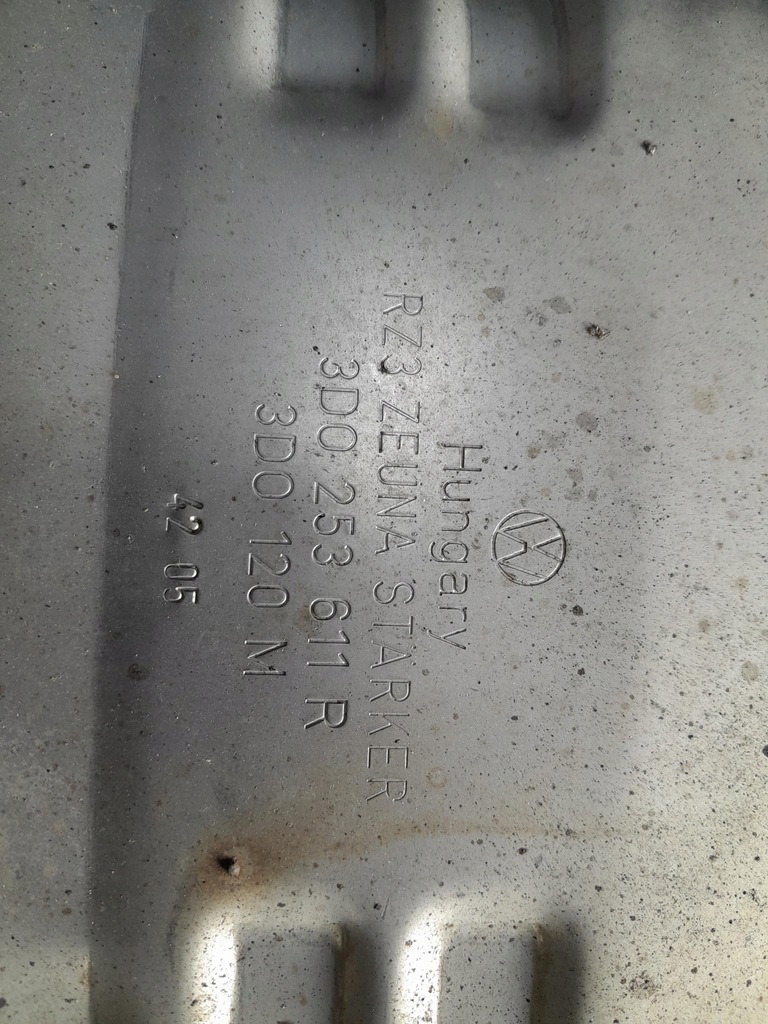 Hungary
RZ3 ZEUNA STARKER
3D0 253 611 R
3D0 120 M
42 05